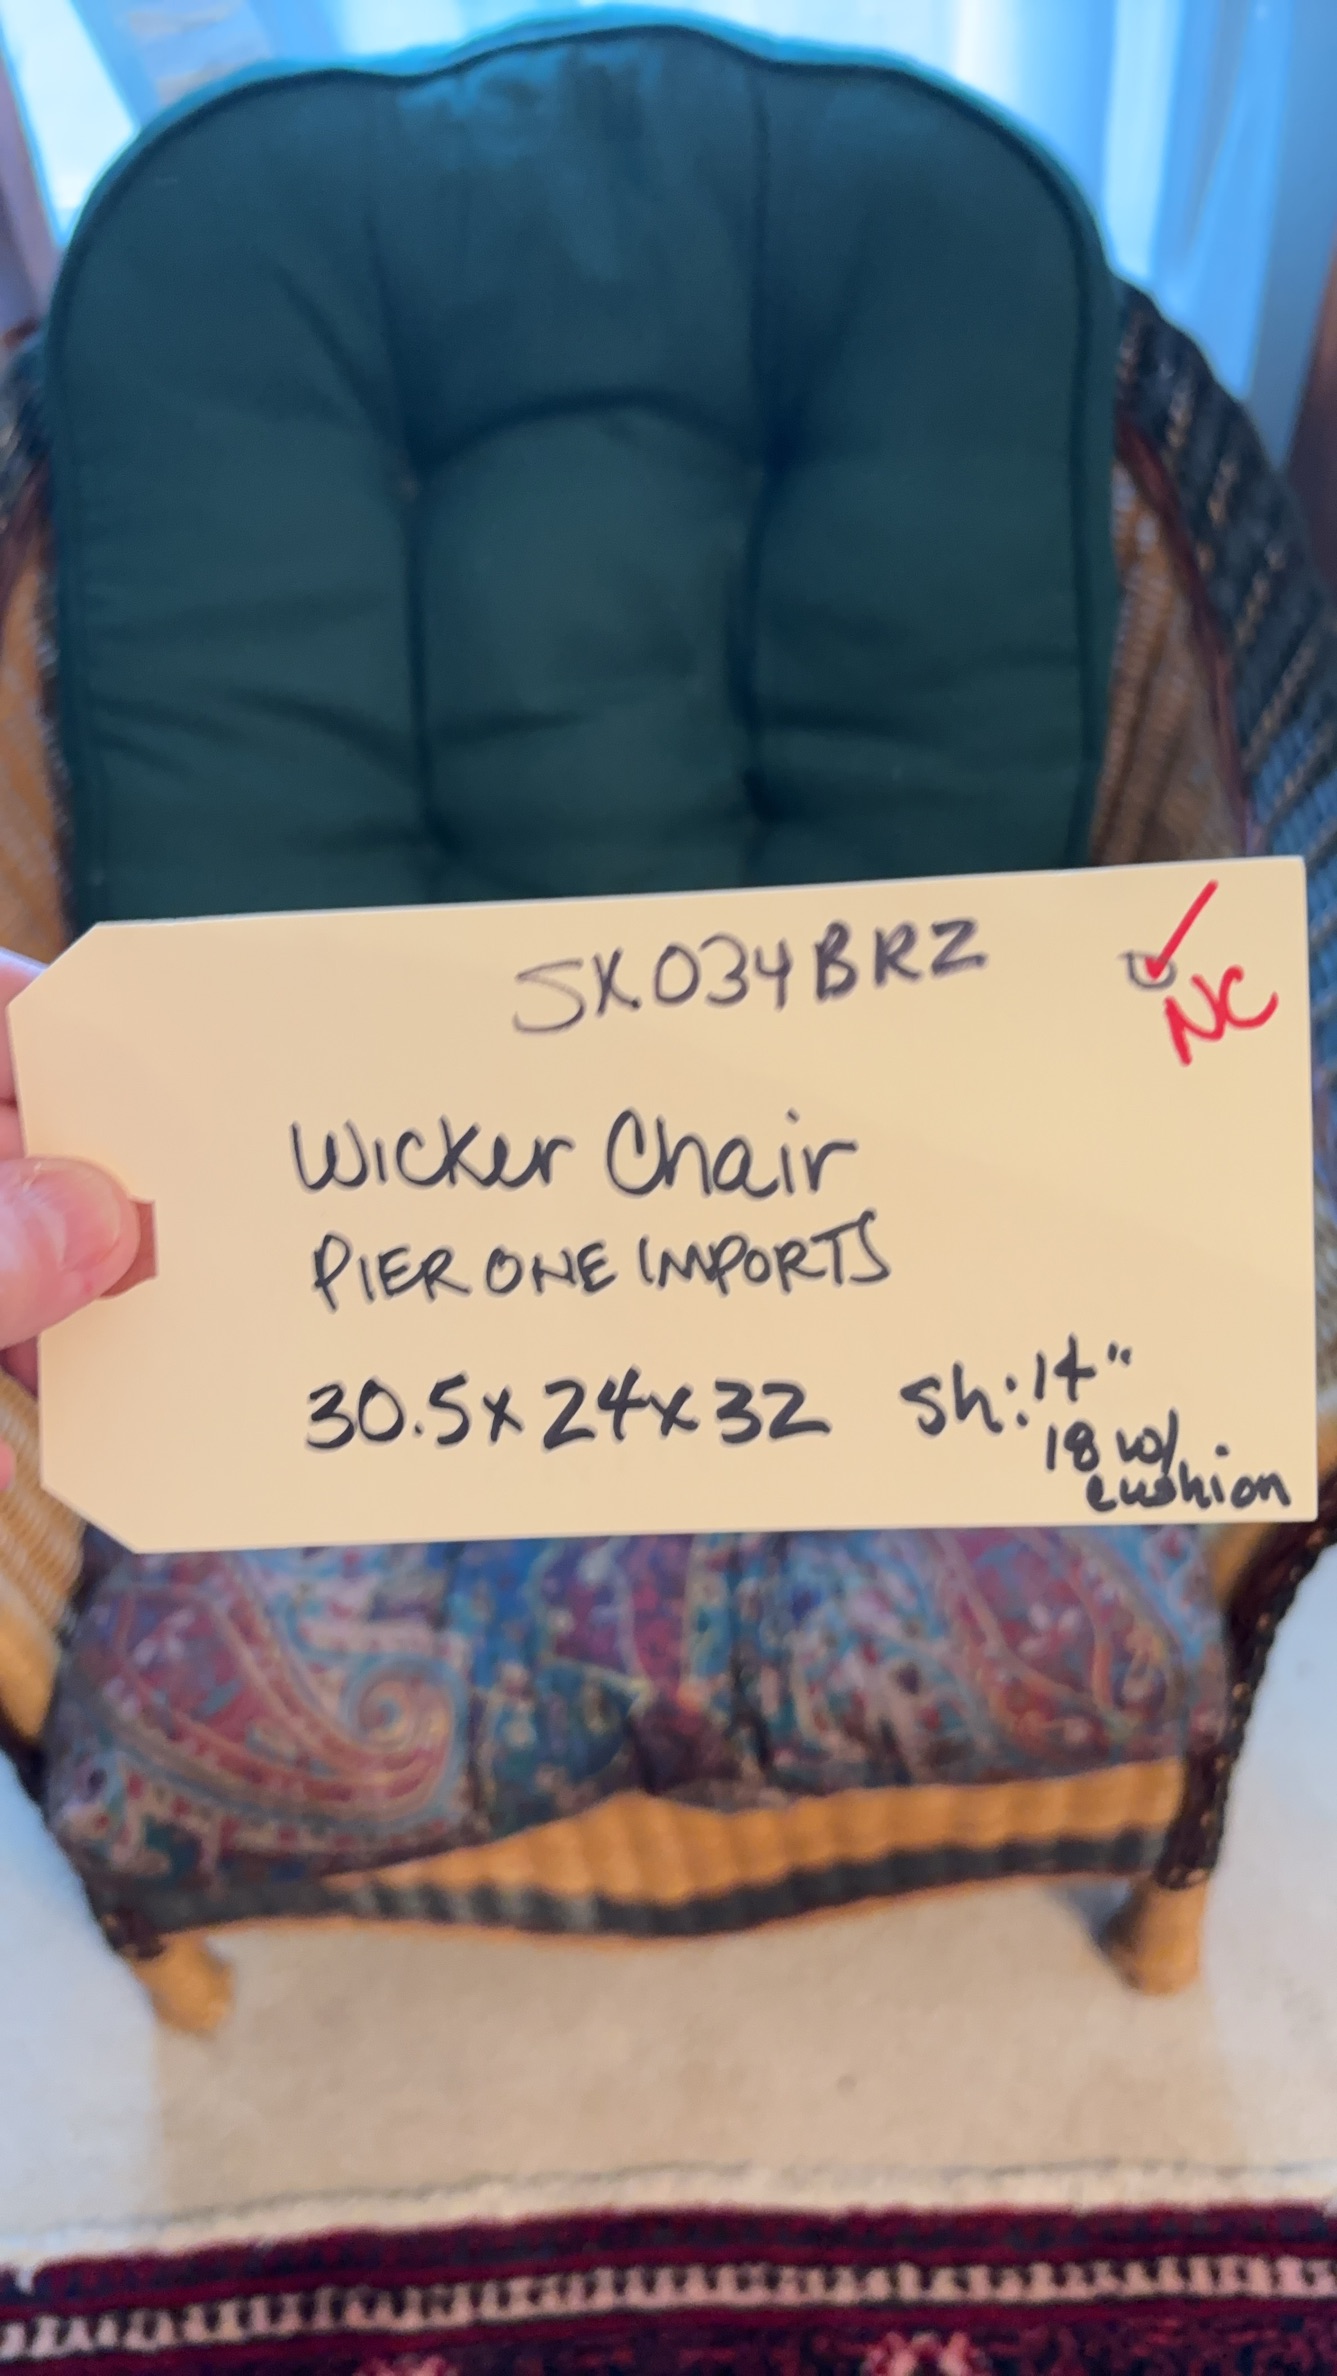 SK034BRZ
NC
Wicker Chair
PIER ONE IMPORTS
30.5x24x32 Sh:14"
18 w/
cushion